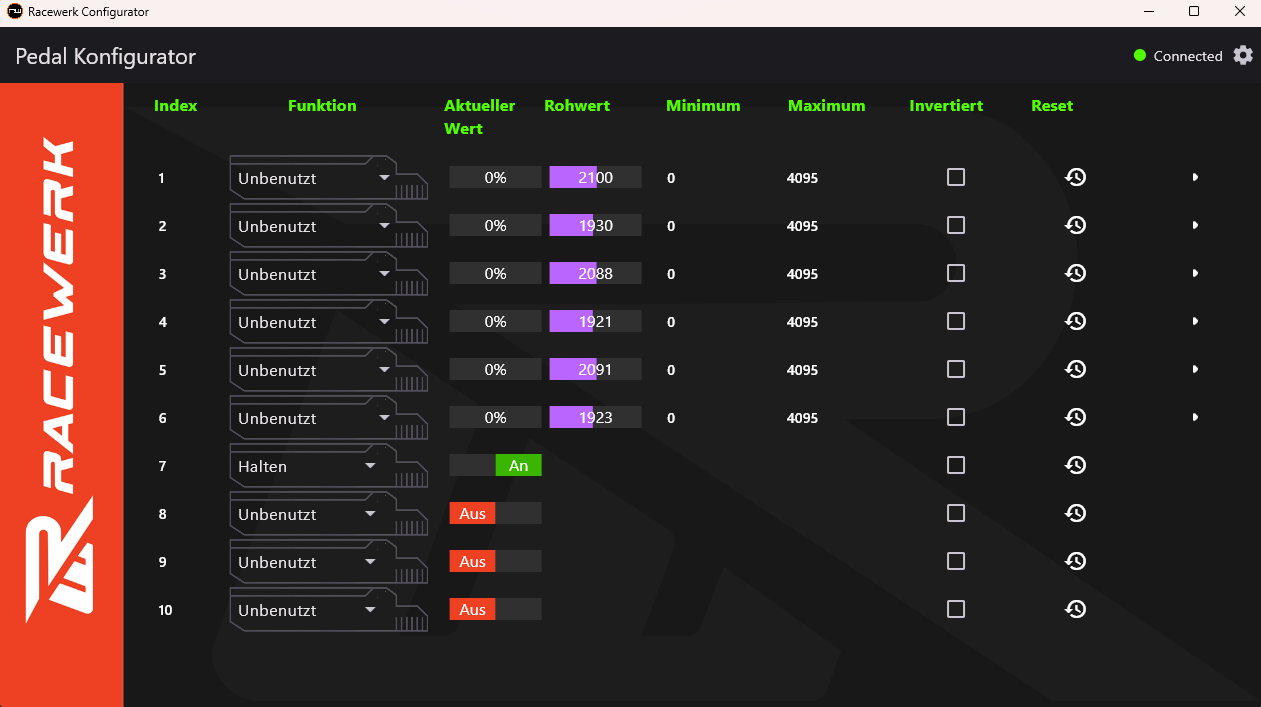 Racewerk Configurator
Pedal Konfigurator
Connected
RACEWERK
Index Funktion Aktueller Wert Rohwert Minimum Maximum Invertiert Reset
1 Unbenutzt 0% 2100 0 4095
2 Unbenutzt 0% 1930 0 4095
3 Unbenutzt 0% 2088 0 4095
4 Unbenutzt 0% 1921 0 4095
5 Unbenutzt 0% 2091 0 4095
6 Unbenutzt 0% 1923 0 4095
7 Halten An
8 Unbenutzt Aus
9 Unbenutzt Aus
10 Unbenutzt Aus